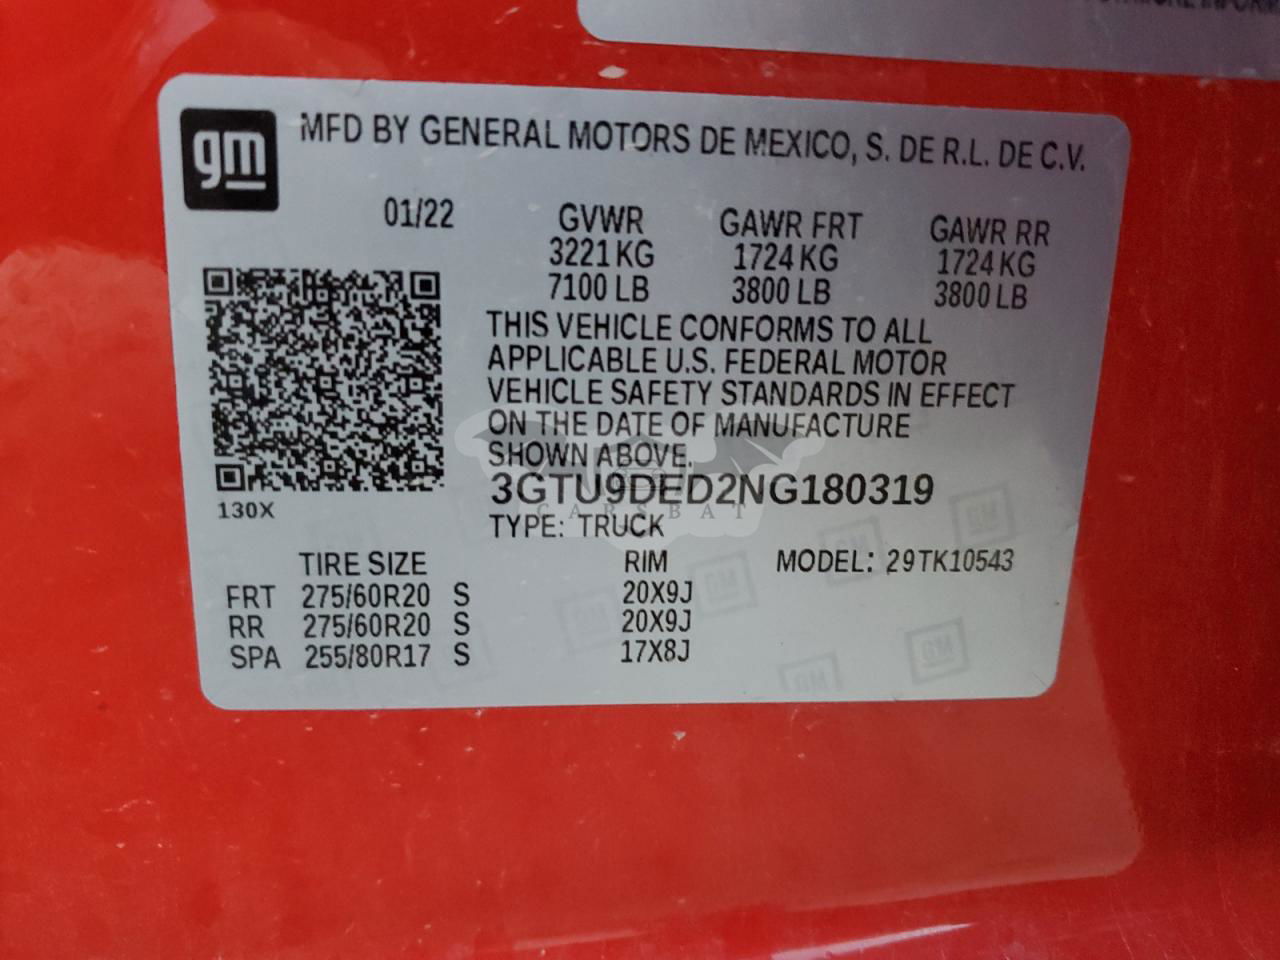 gm
MFD BY GENERAL MOTORS DE MEXICO, S. DE R.L. DE C.V.
01/22
GVWR GAWR FRT GAWR RR
3221 KG 1724 KG 1724 KG
7100 LB 3800 LB 3800 LB
THIS VEHICLE CONFORMS TO ALL
APPLICABLE U.S. FEDERAL MOTOR
VEHICLE SAFETY STANDARDS IN EFFECT
ON THE DATE OF MANUFACTURE
SHOWN ABOVE.
3GTU9DED2NG180319
CARSBAT
130X
TYPE: TRUCK
TIRE SIZE RIM MODEL: 29TK10543
FRT 275/60R20 S 20X9J
RR 275/60R20 S 20X9J
SPA 255/80R17 S 17X8J